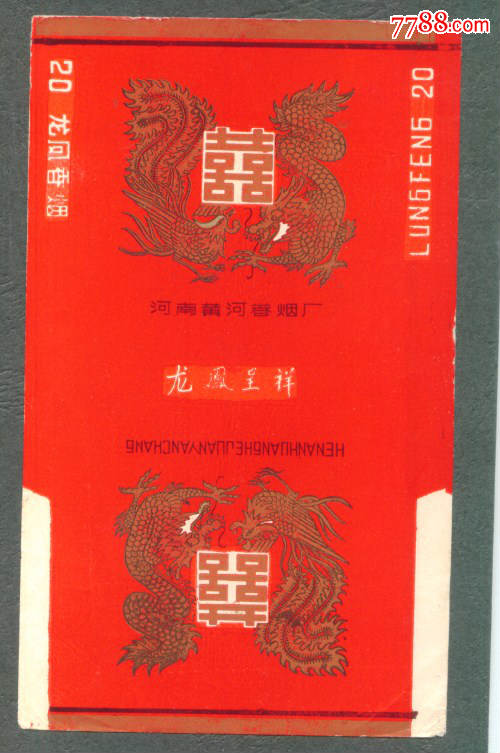 7788.com
20 龙凤香烟
LUNGFENG 20
囍
河南黄河卷烟厂
龙鳳呈祥
HENANHUANGHEJUANYANCHANG
囍